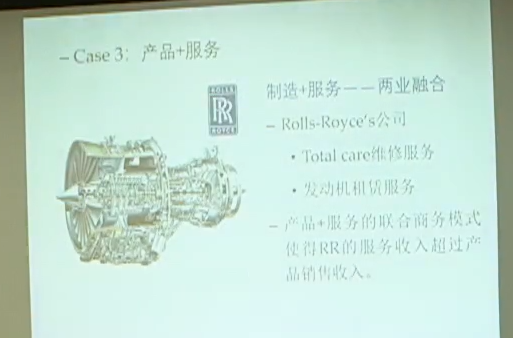 – Case 3: 产品+服务
ROLLS
RR
ROYCE
制造+服务——两业融合
– Rolls-Royce's公司
• Total care维修服务
• 发动机租赁服务
– 产品+服务的联合商务模式
使得RR的服务收入超过产
品销售收入。